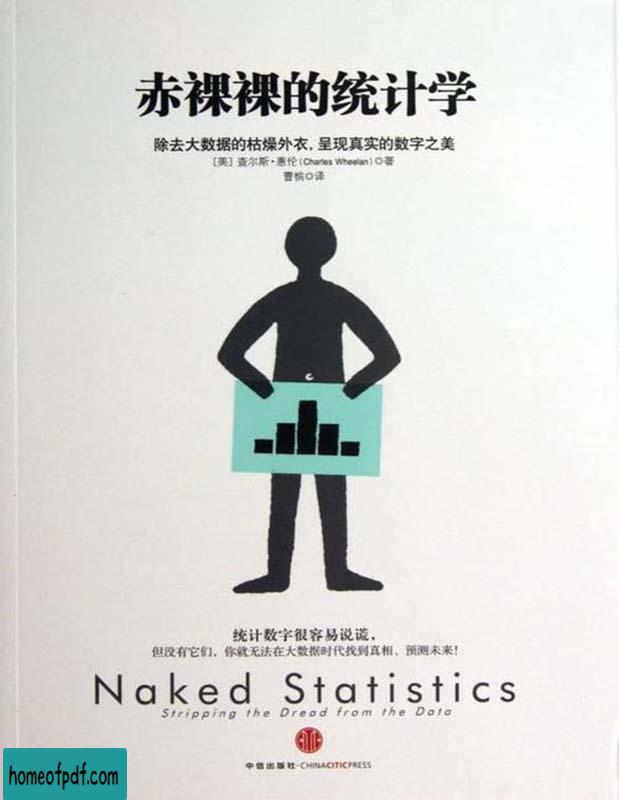 赤裸裸的统计学
除去大数据的枯燥外衣，呈现真实的数字之美
［美］查尔斯·惠伦（Charles Wheelan）◎著
曹槟◎译
统计数字很容易说谎，
但没有它们，你就无法在大数据时代找到真相、预测未来！
Naked Statistics
Stripping the Dread from the Data
中信出版社·CHINACITICPRESS
homeofpdf.com